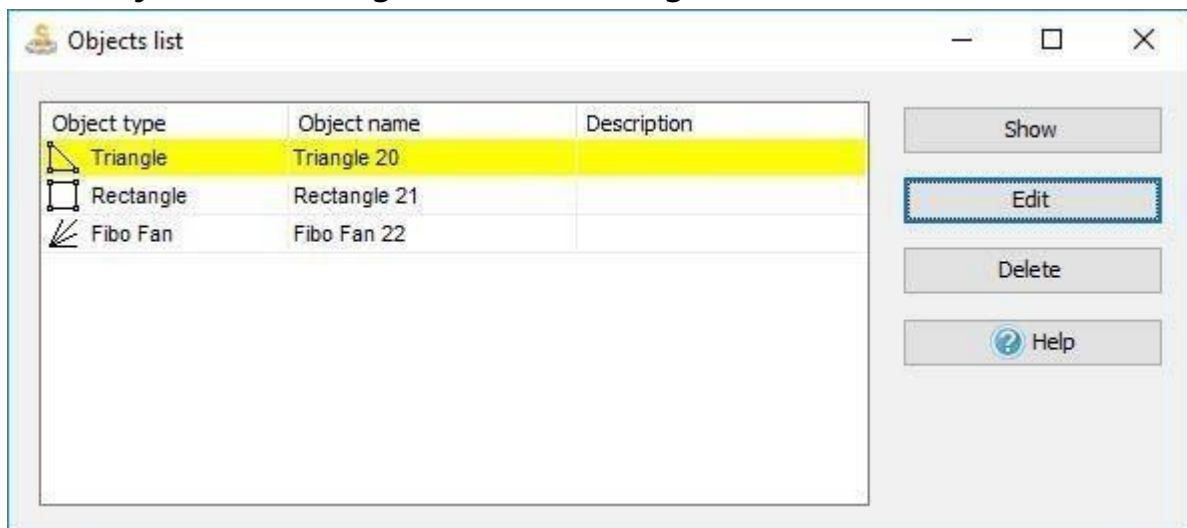 Objects list
Object type Object name Description
Triangle Triangle 20
Rectangle Rectangle 21
Fibo Fan Fibo Fan 22
Show
Edit
Delete
Help